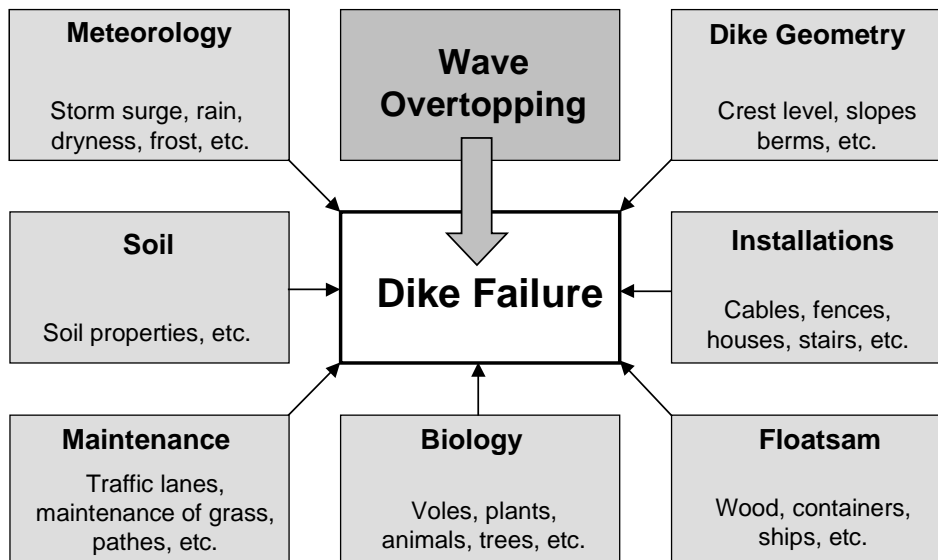 Meteorology
Storm surge, rain,
dryness, frost, etc.
Wave
Overtopping
Dike Geometry
Crest level, slopes
berms, etc.
Soil
Soil properties, etc.
Dike Failure
Installations
Cables, fences,
houses, stairs, etc.
Maintenance
Traffic lanes,
maintenance of grass,
pathes, etc.
Biology
Voles, plants,
animals, trees, etc.
Floatsam
Wood, containers,
ships, etc.